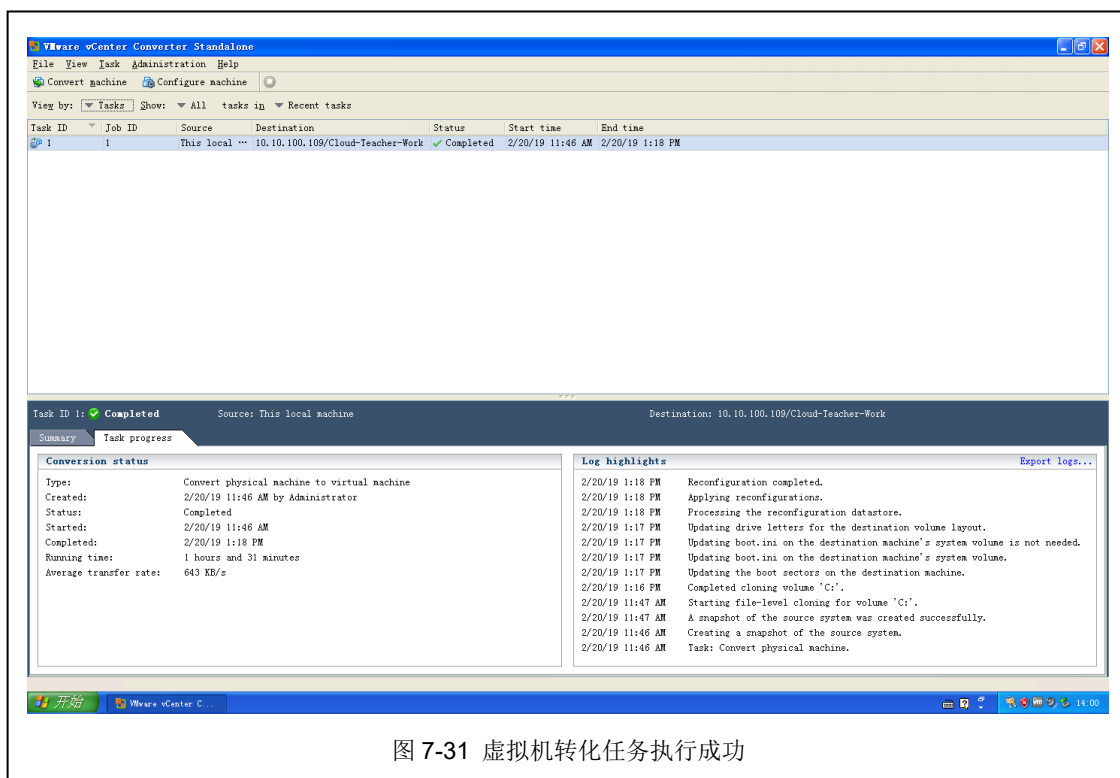 VMware vCenter Converter Standalone
File View Task Administration Help
Convert machine Configure machine
View by: Tasks Show: All tasks in Recent tasks
Task ID Job ID Source Destination Status Start time End time
1 1 This local ... 10.10.100.109/Cloud-Teacher-Work Completed 2/20/19 11:46 AM 2/20/19 1:18 PM
Task ID 1: Completed Source: This local machine Destination: 10.10.100.109/Cloud-Teacher-Work
Summary Task progress
Conversion status
Type: Convert physical machine to virtual machine
Created: 2/20/19 11:46 AM by Administrator
Status: Completed
Started: 2/20/19 11:46 AM
Completed: 2/20/19 1:18 PM
Running time: 1 hours and 31 minutes
Average transfer rate: 643 KB/s
Log highlights Export logs...
2/20/19 1:18 PM Reconfiguration completed.
2/20/19 1:18 PM Applying reconfigurations.
2/20/19 1:18 PM Processing the reconfiguration datastore.
2/20/19 1:17 PM Updating drive letters for the destination volume layout.
2/20/19 1:17 PM Updating boot.ini on the destination machine's system volume is not needed.
2/20/19 1:17 PM Updating boot.ini on the destination machine's system volume.
2/20/19 1:17 PM Updating the boot sectors on the destination machine.
2/20/19 1:16 PM Completed cloning volume 'C:'.
2/20/19 11:47 AM Starting file-level cloning for volume 'C:'.
2/20/19 11:47 AM A snapshot of the source system was created successfully.
2/20/19 11:46 AM Creating a snapshot of the source system.
2/20/19 11:46 AM Task: Convert physical machine.
开始 VMware vCenter C... 14:00
图 7-31 虚拟机转化任务执行成功